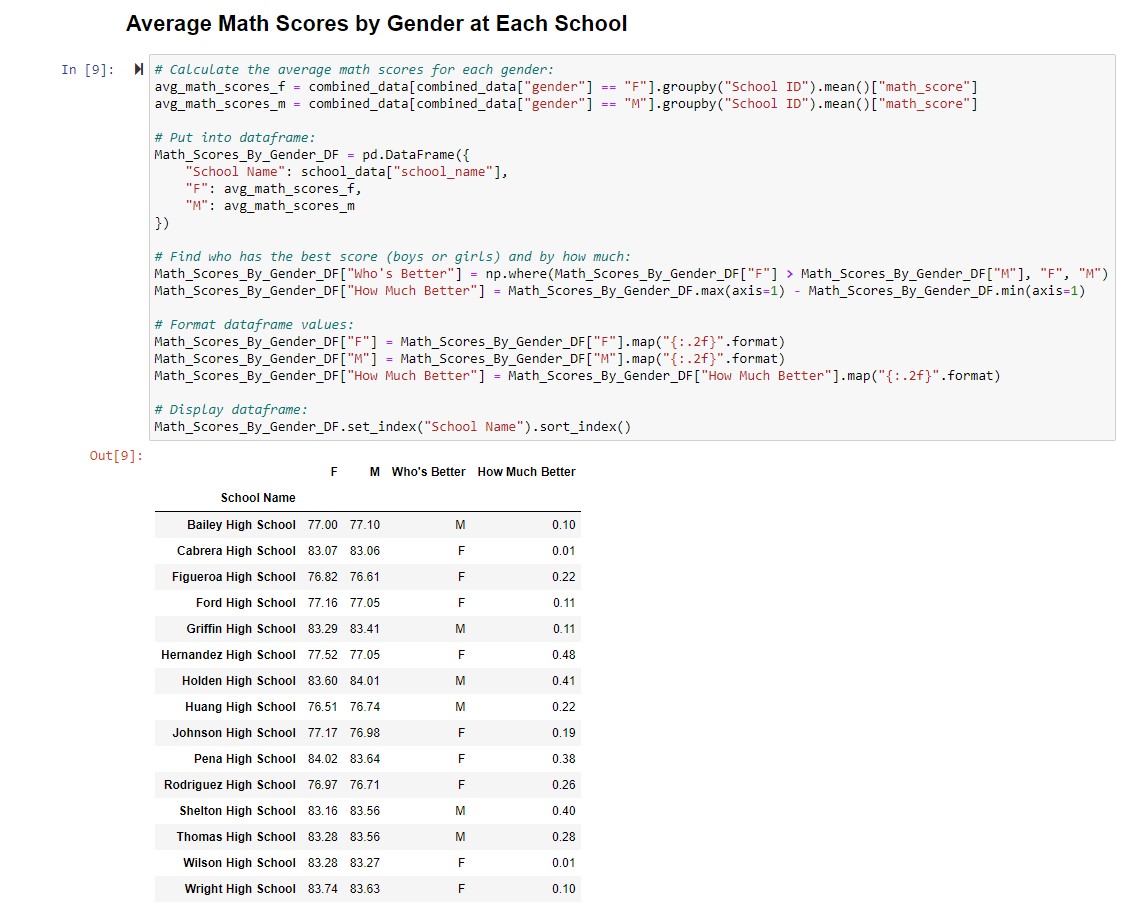 Average Math Scores by Gender at Each School
In [9]:
# Calculate the average math scores for each gender:
avg_math_scores_f = combined_data[combined_data["gender"] == "F"].groupby("School ID").mean()["math_score"]
avg_math_scores_m = combined_data[combined_data["gender"] == "M"].groupby("School ID").mean()["math_score"]
# Put into dataframe:
Math_Scores_By_Gender_DF = pd.DataFrame({
"School Name": school_data["school_name"],
"F": avg_math_scores_f,
"M": avg_math_scores_m
})
# Find who has the best score (boys or girls) and by how much:
Math_Scores_By_Gender_DF["Who's Better"] = np.where(Math_Scores_By_Gender_DF["F"] > Math_Scores_By_Gender_DF["M"], "F", "M")
Math_Scores_By_Gender_DF["How Much Better"] = Math_Scores_By_Gender_DF.max(axis=1) - Math_Scores_By_Gender_DF.min(axis=1)
# Format dataframe values:
Math_Scores_By_Gender_DF["F"] = Math_Scores_By_Gender_DF["F"].map("{:.2f}".format)
Math_Scores_By_Gender_DF["M"] = Math_Scores_By_Gender_DF["M"].map("{:.2f}".format)
Math_Scores_By_Gender_DF["How Much Better"] = Math_Scores_By_Gender_DF["How Much Better"].map("{:.2f}".format)
# Display dataframe:
Math_Scores_By_Gender_DF.set_index("School Name").sort_index()
Out[9]:
F M Who's Better How Much Better
School Name
Bailey High School 77.00 77.10 M 0.10
Cabrera High School 83.07 83.06 F 0.01
Figueroa High School 76.82 76.61 F 0.22
Ford High School 77.16 77.05 F 0.11
Griffin High School 83.29 83.41 M 0.11
Hernandez High School 77.52 77.05 F 0.48
Holden High School 83.60 84.01 M 0.41
Huang High School 76.51 76.74 M 0.22
Johnson High School 77.17 76.98 F 0.19
Pena High School 84.02 83.64 F 0.38
Rodriguez High School 76.97 76.71 F 0.26
Shelton High School 83.16 83.56 M 0.40
Thomas High School 83.28 83.56 M 0.28
Wilson High School 83.28 83.27 F 0.01
Wright High School 83.74 83.63 F 0.10